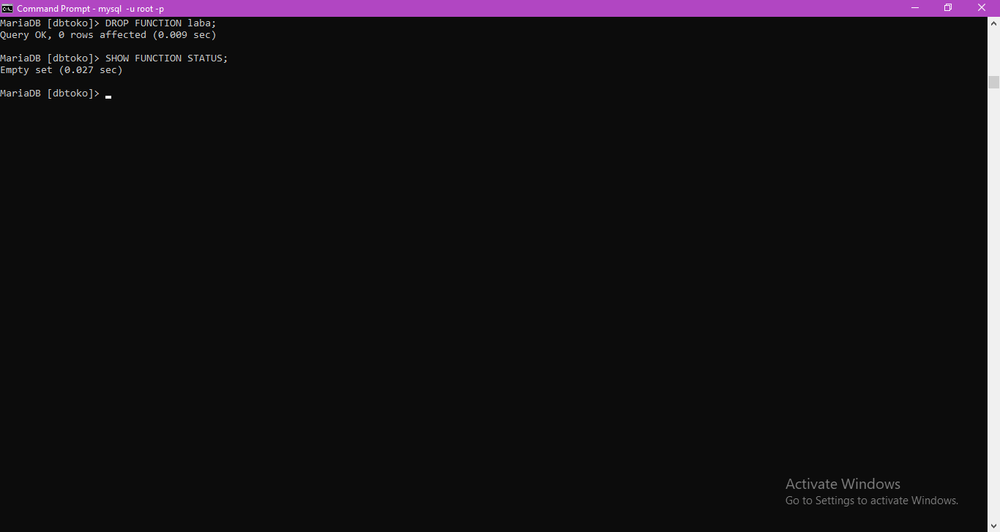 Command Prompt - mysql -u root -p
MariaDB [dbtoko]> DROP FUNCTION laba;
Query OK, 0 rows affected (0.009 sec)
MariaDB [dbtoko]> SHOW FUNCTION STATUS;
Empty set (0.027 sec)
MariaDB [dbtoko]>
Activate Windows
Go to Settings to activate Windows.